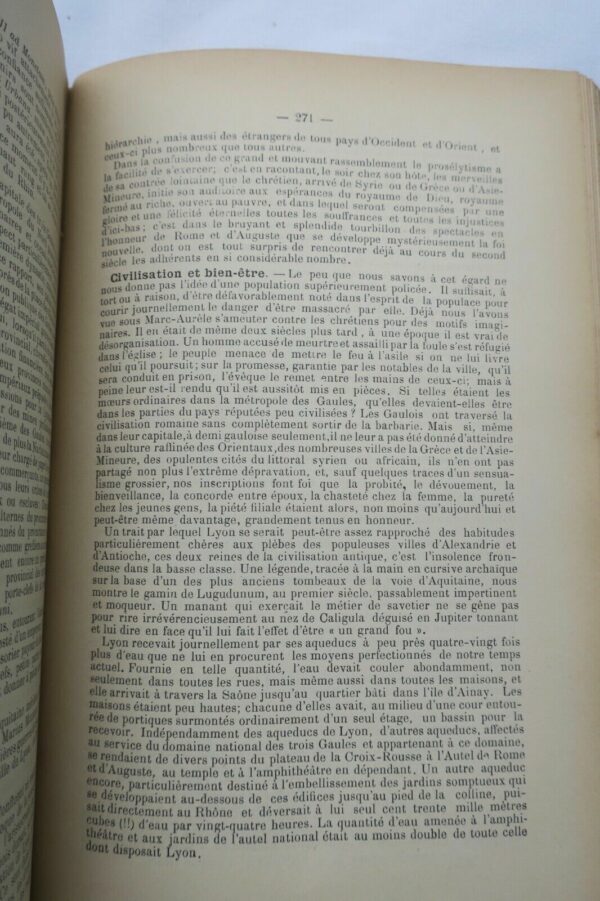 — 271 —
hiérarchie, mais aussi des étrangers de tous pays d'Occident et d'Orient, et
ceux-ci plus nombreux que tous autres.
Dans la confusion de ce grand et mouvant rassemblement le prosélytisme a
la facilité de s'exercer; c'est en racontant, le soir chez son hôte, les merveilles
de sa contrée lointaine que le chrétien, arrivé de Syrie ou de Grèce ou d'Asie-
Mineure, initie son auditoire aux espérances du royaume de Dieu, royaume
fermé au riche, ouvert au pauvre, et dans lequel seront compensées par une
gloire et une félicité éternelles toutes les souffrances et toutes les injustices
d'ici-bas; c'est dans le bruyant et splendide tourbillon des spectacles en
l'honneur de Rome et d'Auguste que se développe mystérieusement la foi
nouvelle, dont on est tout surpris de rencontrer déjà au cours du second
siècle les adhérents en si considérable nombre.
Civilisation et bien-être. — Le peu que nous savons à cet égard ne
nous donne pas l'idée d'une population supérieurement policée. Il suffisait, à
tort ou à raison, d'être défavorablement noté dans l'esprit de la populace pour
courir journellement le danger d'être massacré par elle. Déjà nous l'avons
vue sous Marc-Aurèle s'ameuter contre les chrétiens pour des motifs imagi-
naires. Il en était de même deux siècles plus tard, à une époque il est vrai de
désorganisation. Un homme accusé de meurtre et assailli par la foule s'est réfugié
dans l'église; le peuple menace de mettre le feu à l'asile si on ne lui livre
celui qu'il poursuit; sur la promesse, garantie par les notables de la ville, qu'il
sera conduit en prison, l'évêque le remet entre les mains de ceux-ci; mais à
peine leur est-il rendu qu'il est aussitôt mis en pièces. Si telles étaient les
mœurs ordinaires dans la métropole des Gaules, qu'elles devaient-elles être
dans les parties du pays réputées peu civilisées? Les Gaulois ont traversé la
civilisation romaine sans complètement sortir de la barbarie. Mais si, même
dans leur capitale, à demi gauloise seulement, il ne leur a pas été donné d'atteindre
à la culture raffinée des Orientaux, des nombreuses villes de la Grèce et de l'Asie-
Mineure, des opulentes cités du littoral syrien ou africain, ils n'en ont pas
partagé non plus l'extrême dépravation, et, sauf quelques traces d'un sensua-
lisme grossier, nos inscriptions font foi que la probité, le dévouement, la
bienveillance, la concorde entre époux, la chasteté chez la femme, la pureté
chez les jeunes gens, la piété filiale étaient alors, non moins qu'aujourd'hui et
peut-être même davantage, grandement tenus en honneur.
Un trait par lequel Lyon se serait peut-être assez rapproché des habitudes
particulièrement chères aux plèbes des populeuses villes d'Alexandrie et
d'Antioche, ces deux reines de la civilisation antique, c'est l'insolence fron-
deuse dans la basse classe. Une légende, tracée à la main en cursive archaïque
sur la base d'un des plus anciens tombeaux de la voie d'Aquitaine, nous
montre le gamin de Lugudunum, au premier siècle, passablement impertinent
et moqueur. Un manant qui exerçait le métier de savetier ne se gêne pas
pour rire irrévérencieusement au nez de Caligula déguisé en Jupiter tonnant
et lui dire en face qu'il lui fait l'effet d'être « un grand fou ».
Lyon recevait journellement par ses aqueducs à peu près quatre-vingt fois
plus d'eau que ne lui en procurent les moyens perfectionnés de notre temps
actuel. Fournie en telle quantité, l'eau devait couler abondamment, non
seulement dans toutes les rues, mais même aussi dans toutes les maisons, et
elle arrivait à travers la Saône jusqu'au quartier bâti dans l'île d'Ainay. Les
maisons étaient peu hautes; chacune d'elles avait, au milieu d'une cour entou-
rée de portiques surmontés ordinairement d'un seul étage, un bassin pour la
recevoir. Indépendamment des aqueducs de Lyon, d'autres aqueducs, affectés
au service du domaine national des trois Gaules et appartenant à ce domaine,
se rendaient de divers points du plateau de la Croix-Rousse à l'Autel de Rome
et d'Auguste, au temple et à l'amphithéâtre en dépendant. Un autre aqueduc
encore, particulièrement destiné à l'embellissement des jardins somptueux qui
se développaient au-dessous de ces édifices jusqu'au pied de la colline, pui-
sait directement au Rhône et déversait à lui seul cent trente mille mètres
cubes (!!) d'eau par vingt-quatre heures. La quantité d'eau amenée à l'amphi-
théâtre et aux jardins de l'autel national était au moins double de toute celle
dont disposait Lyon.